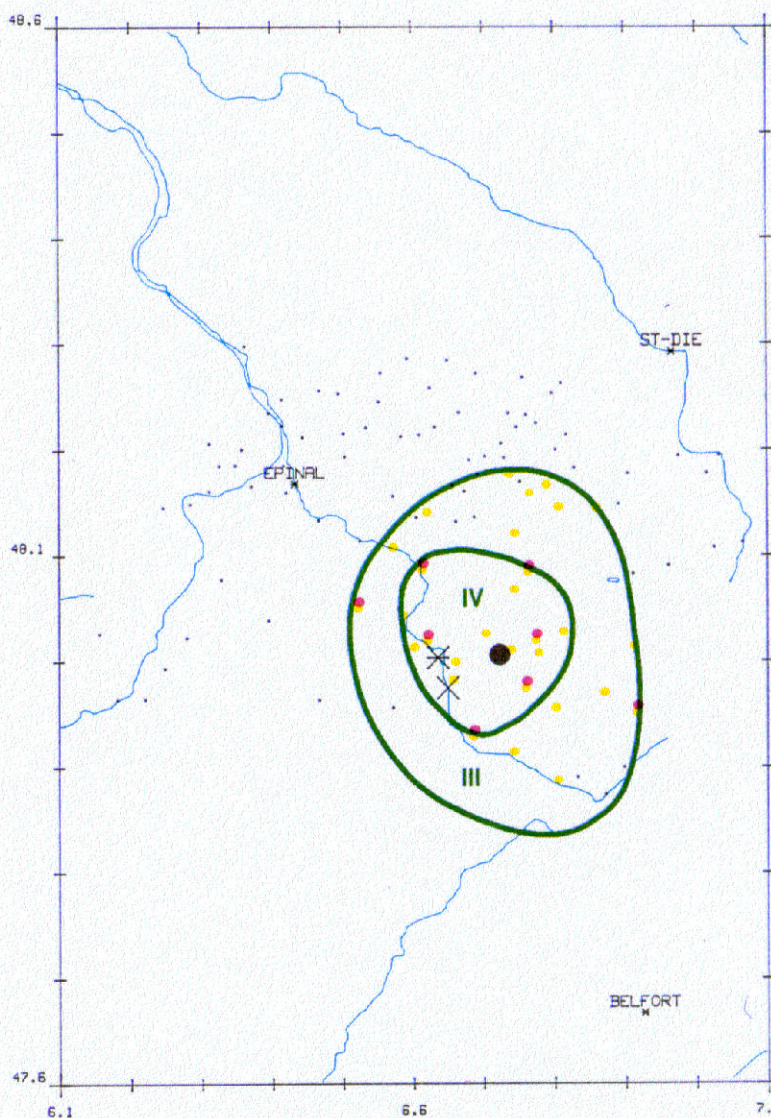 48.6
ST-DIE
EPINAL
48.1
IV
III
BELFORT
47.6
6.1
6.6
7.